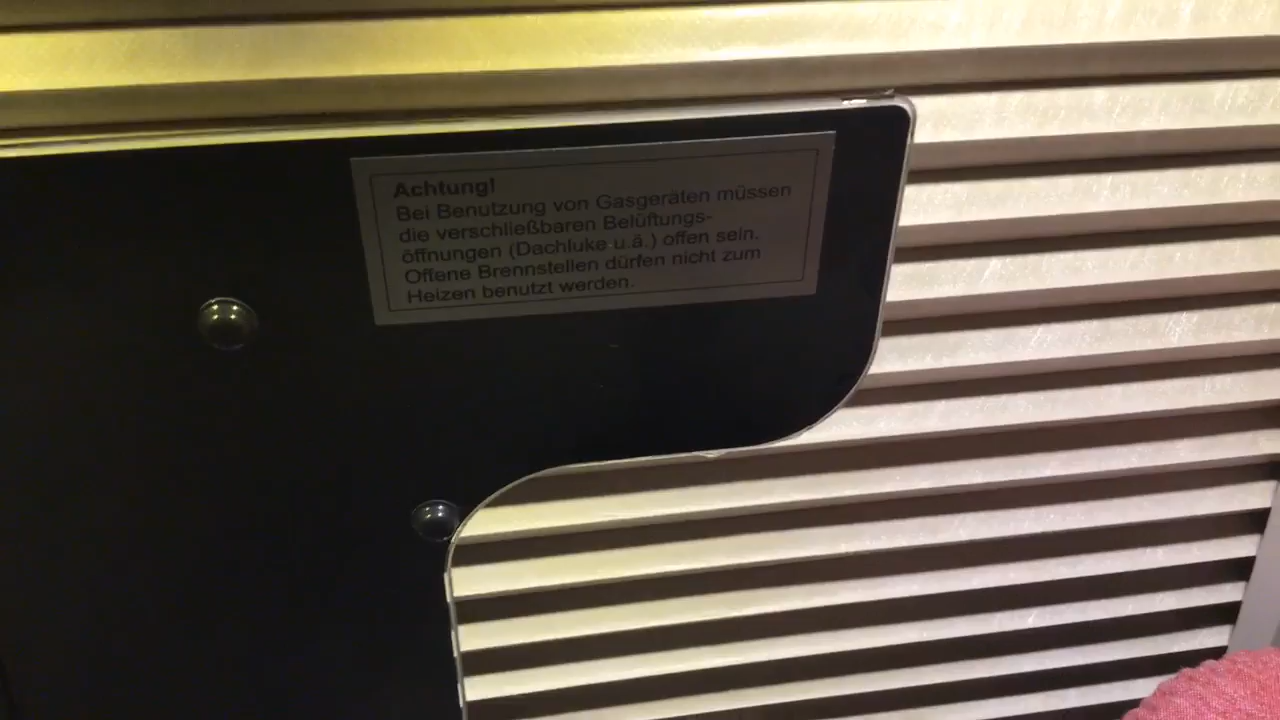 Achtung!
Bei Benutzung von Gasgeräten müssen
die verschließbaren Belüftungs-
öffnungen (Dachluke u.ä.) offen sein.
Offene Brennstellen dürfen nicht zum
Heizen benutzt werden.